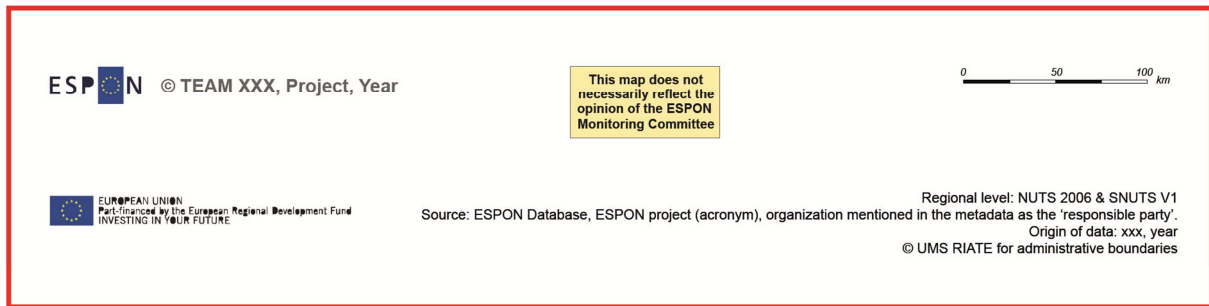 ESPON © TEAM XXX, Project, Year
This map does not
necessarily reflect the
opinion of the ESPON
Monitoring Committee
0 50 100
km
EUROPEAN UNION
Part-financed by the European Regional Development Fund
INVESTING IN YOUR FUTURE
Regional level: NUTS 2006 & SNUTS V1
Source: ESPON Database, ESPON project (acronym), organization mentioned in the metadata as the ‘responsible party’.
Origin of data: xxx, year
© UMS RIATE for administrative boundaries